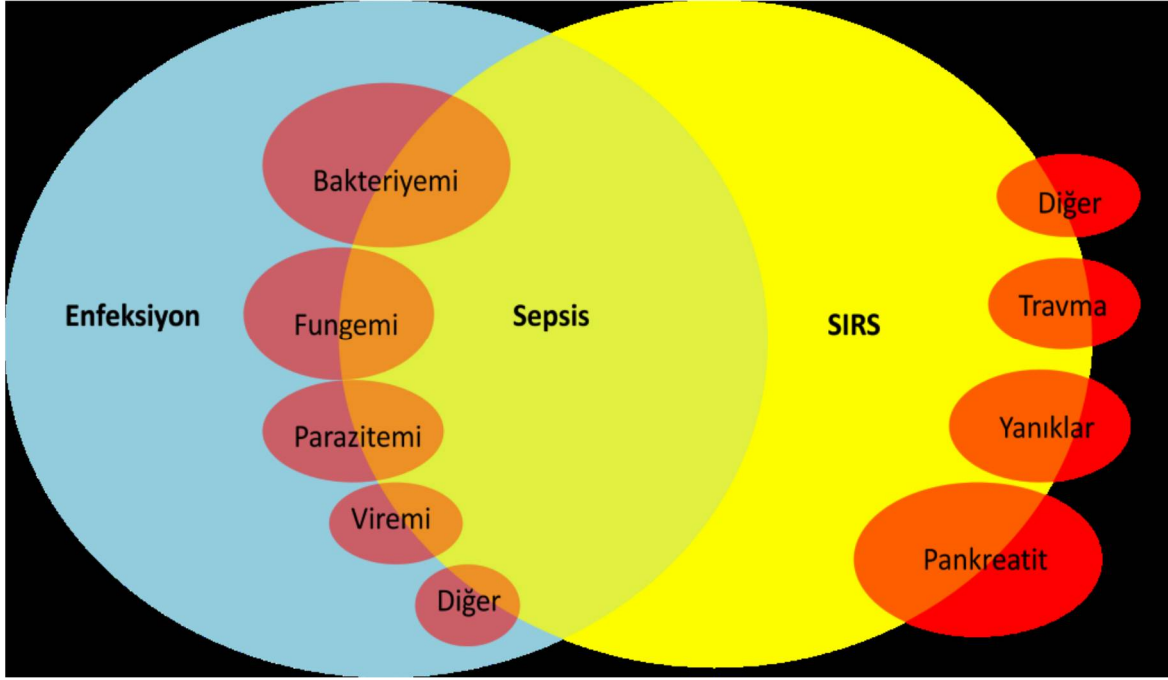 Bakteriyemi
Fungemi
Parazitemi
Viremi
Diğer
Enfeksiyon
Sepsis
SIRS
Diğer
Travma
Yanıklar
Pankreatit